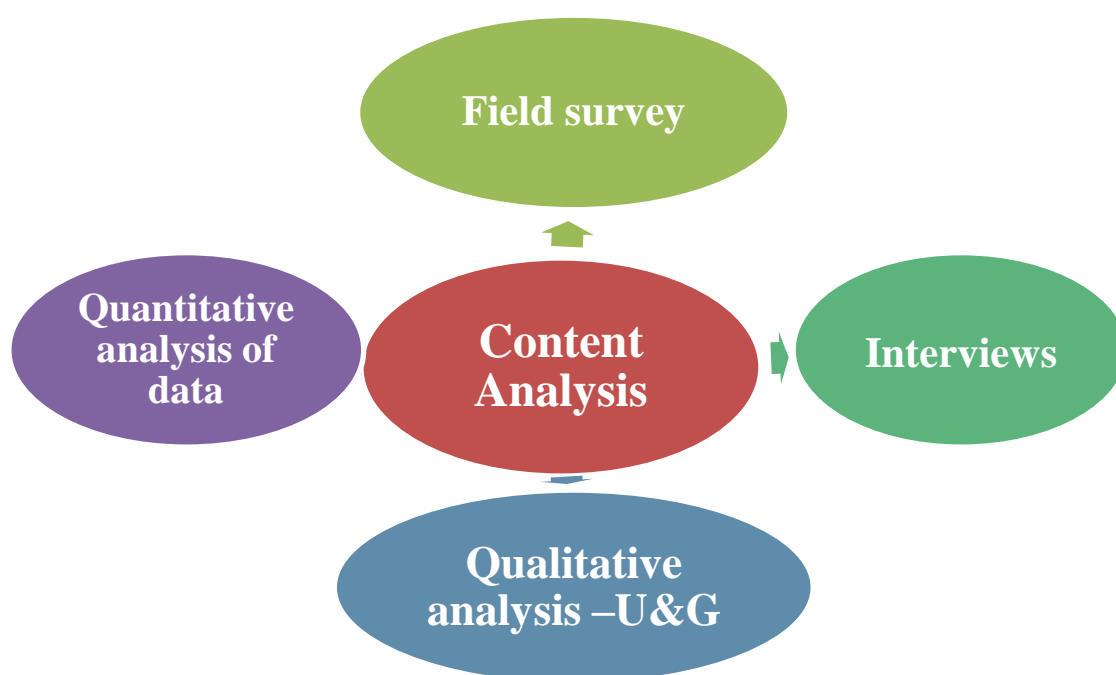 Field survey
Quantitative
analysis of
data
Content
Analysis
Interviews
Qualitative
analysis –U&G